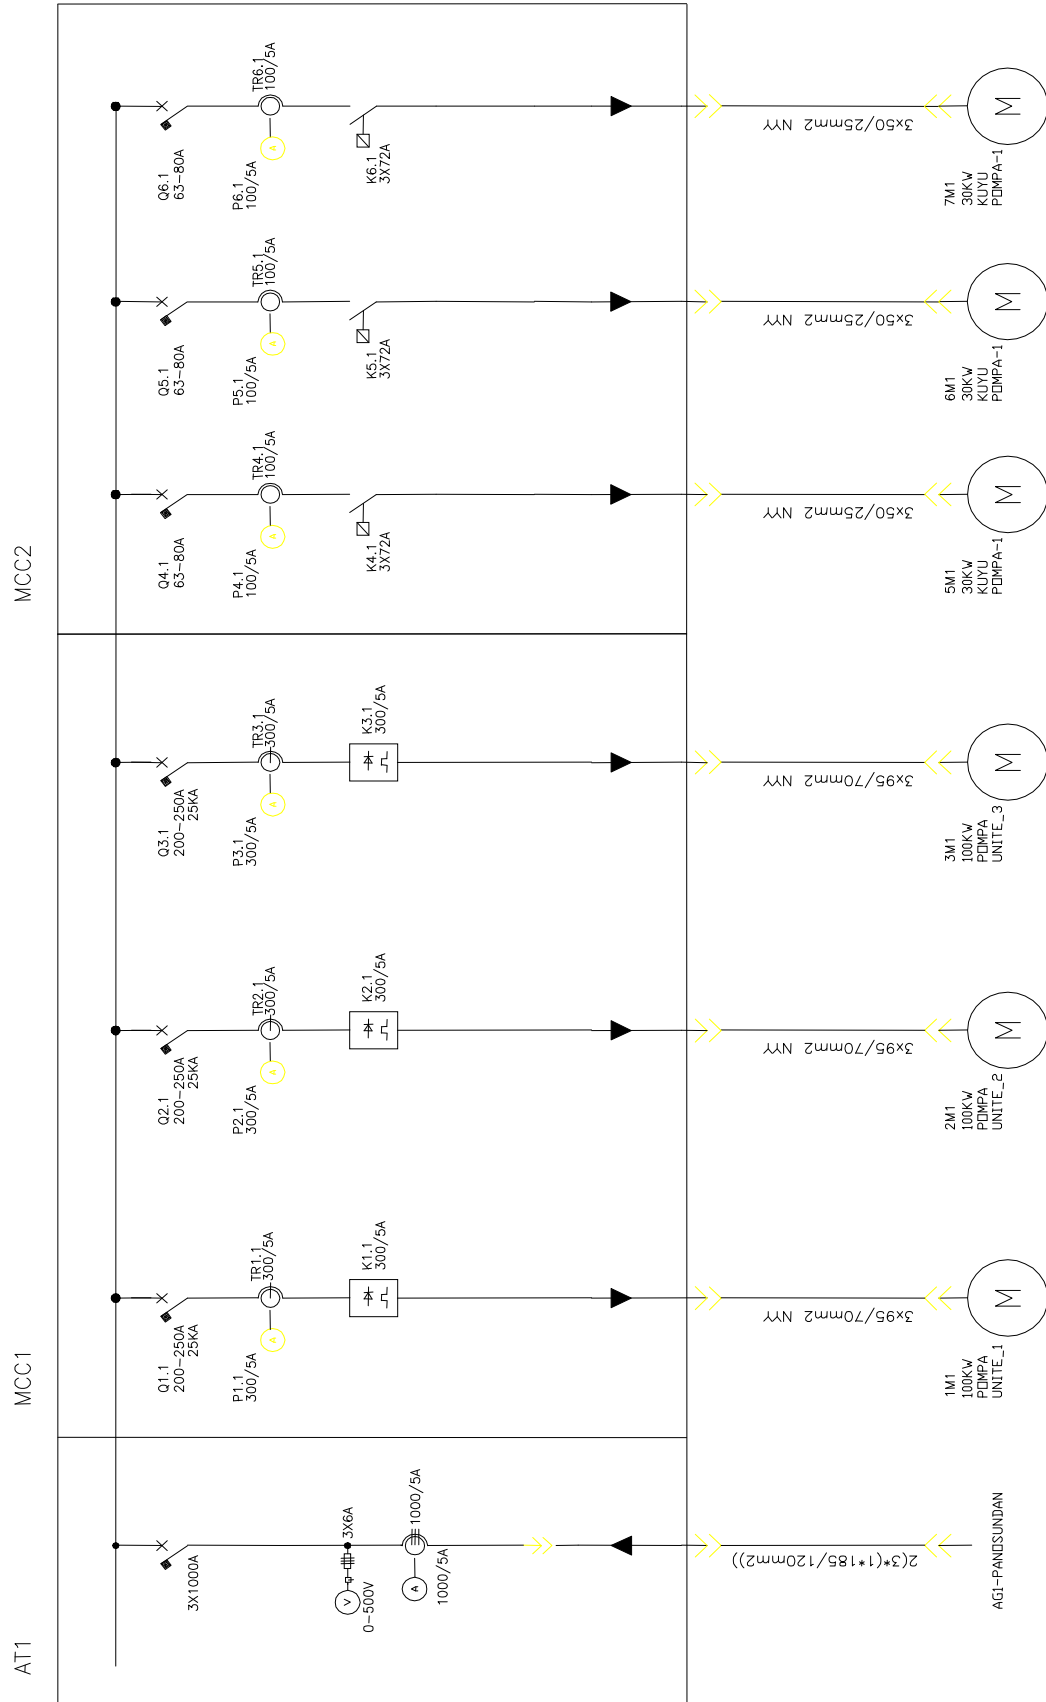 AT1
MCC1
MCC2
3X1000A
3X6A
0-500V
1000/5A
V
A
1000/5A
2(3*(1*185/120mm2))
AG1-PANOSUNDAN
Q1.1
200-250A
25KA
TR1.1
300/5A
A
P1.1
300/5A
K1.1
300/5A
3x95/70mm2 NYY
M
1M1
100KW
POMPA
UNITE_1
Q2.1
200-250A
25KA
TR2.1
300/5A
A
P2.1
300/5A
K2.1
300/5A
3x95/70mm2 NYY
M
2M1
100KW
POMPA
UNITE_2
Q3.1
200-250A
25KA
TR3.1
300/5A
A
P3.1
300/5A
K3.1
300/5A
3x95/70mm2 NYY
M
3M1
100KW
POMPA
UNITE_3
Q4.1
63-80A
TR4.1
100/5A
A
P4.1
100/5A
K4.1
3X72A
3x50/25mm2 NYY
M
5M1
30KW
KUYU
POMPA-1
Q5.1
63-80A
TR5.1
100/5A
A
P5.1
100/5A
K5.1
3X72A
3x50/25mm2 NYY
M
6M1
30KW
KUYU
POMPA-1
Q6.1
63-80A
TR6.1
100/5A
A
P6.1
100/5A
K6.1
3X72A
3x50/25mm2 NYY
M
7M1
30KW
KUYU
POMPA-1